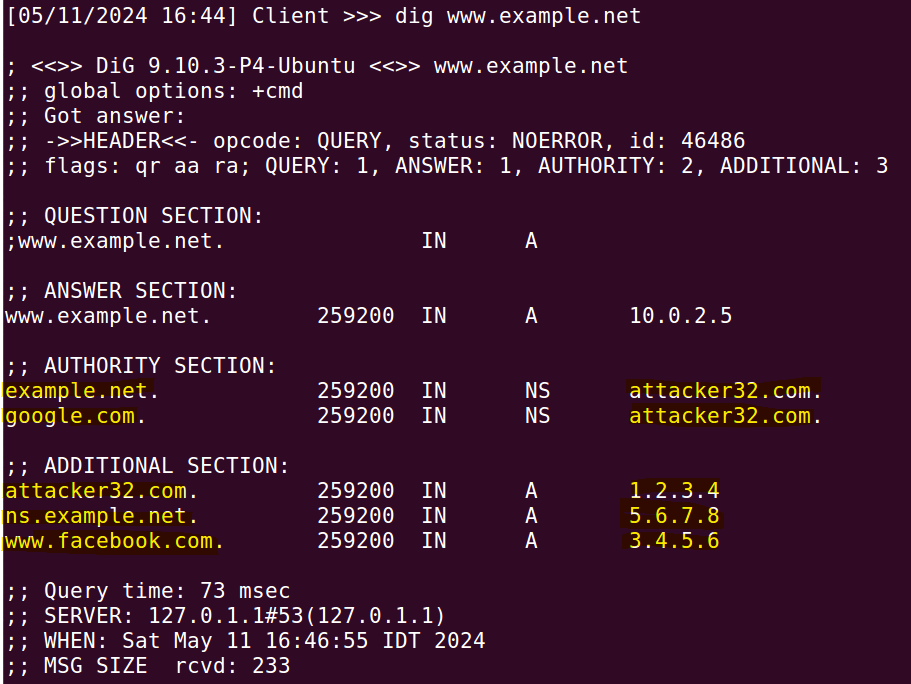 [05/11/2024 16:44] Client >>> dig www.example.net
; <<>> DiG 9.10.3-P4-Ubuntu <<>> www.example.net
;; global options: +cmd
;; Got answer:
;; ->>HEADER<<- opcode: QUERY, status: NOERROR, id: 46486
;; flags: qr aa ra; QUERY: 1, ANSWER: 1, AUTHORITY: 2, ADDITIONAL: 3
;; QUESTION SECTION:
;www.example.net. IN A
;; ANSWER SECTION:
www.example.net. 259200 IN A 10.0.2.5
;; AUTHORITY SECTION:
example.net. 259200 IN NS attacker32.com.
google.com. 259200 IN NS attacker32.com.
;; ADDITIONAL SECTION:
attacker32.com. 259200 IN A 1.2.3.4
ns.example.net. 259200 IN A 5.6.7.8
www.facebook.com. 259200 IN A 3.4.5.6
;; Query time: 73 msec
;; SERVER: 127.0.1.1#53(127.0.1.1)
;; WHEN: Sat May 11 16:46:55 IDT 2024
;; MSG SIZE rcvd: 233